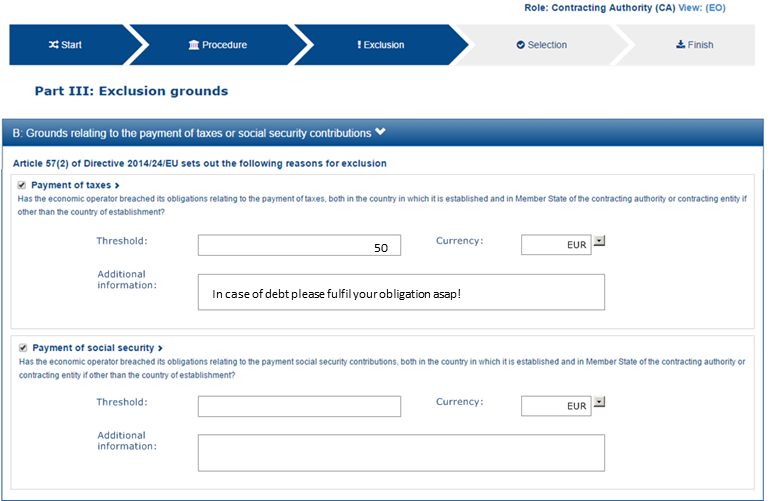 Role: Contracting Authority (CA) View: (EO)
Start Procedure Exclusion Selection Finish
Part III: Exclusion grounds
B: Grounds relating to the payment of taxes or social security contributions
Article 57(2) of Directive 2014/24/EU sets out the following reasons for exclusion
Payment of taxes
Has the economic operator breached its obligations relating to the payment of taxes, both in the country in which it is established and in Member State of the contracting authority or contracting entity if
other than the country of establishment?
Threshold: 50 Currency: EUR
Additional
information:
In case of debt please fulfil your obligation asap!
Payment of social security
Has the economic operator breached its obligations relating to the payment social security contributions, both in the country in which it is established and in Member State of the contracting authority or
contracting entity if other than the country of establishment?
Threshold: Currency: EUR
Additional
information: